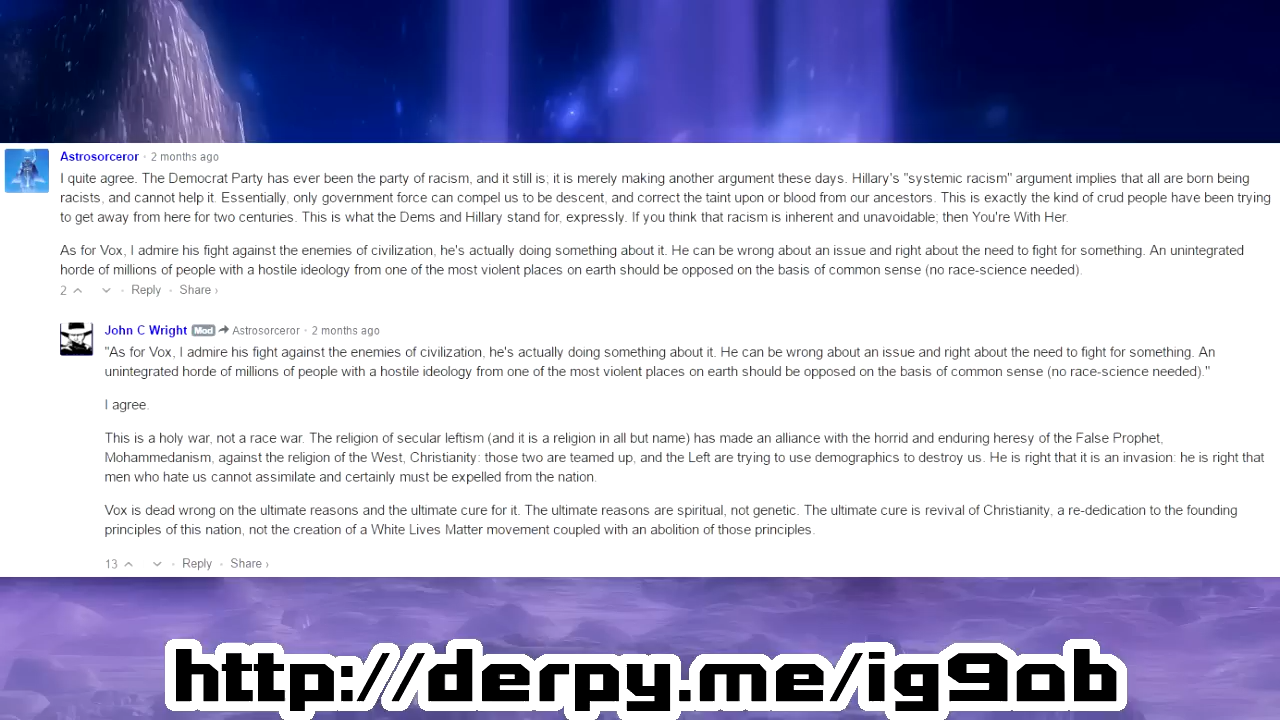 Astrosorceror · 2 months ago
I quite agree. The Democrat Party has ever been the party of racism, and it still is; it is merely making another argument these days. Hillary's "systemic racism" argument implies that all are born being
racists, and cannot help it. Essentially, only government force can compel us to be descent, and correct the taint upon or blood from our ancestors. This is exactly the kind of crud people have been trying
to get away from here for two centuries. This is what the Dems and Hillary stand for, expressly. If you think that racism is inherent and unavoidable; then You're With Her.
As for Vox, I admire his fight against the enemies of civilization, he's actually doing something about it. He can be wrong about an issue and right about the need to fight for something. An unintegrated
horde of millions of people with a hostile ideology from one of the most violent places on earth should be opposed on the basis of common sense (no race-science needed).
2 · Reply · Share ›
John C Wright Mod Astrosorceror · 2 months ago
"As for Vox, I admire his fight against the enemies of civilization, he's actually doing something about it. He can be wrong about an issue and right about the need to fight for something. An
unintegrated horde of millions of people with a hostile ideology from one of the most violent places on earth should be opposed on the basis of common sense (no race-science needed)."
I agree.
This is a holy war, not a race war. The religion of secular leftism (and it is a religion in all but name) has made an alliance with the horrid and enduring heresy of the False Prophet,
Mohammedanism, against the religion of the West, Christianity: those two are teamed up, and the Left are trying to use demographics to destroy us. He is right that it is an invasion: he is right that
men who hate us cannot assimilate and certainly must be expelled from the nation.
Vox is dead wrong on the ultimate reasons and the ultimate cure for it. The ultimate reasons are spiritual, not genetic. The ultimate cure is revival of Christianity, a re-dedication to the founding
principles of this nation, not the creation of a White Lives Matter movement coupled with an abolition of those principles.
13 · Reply · Share ›
http://derpy.me/ig9ob